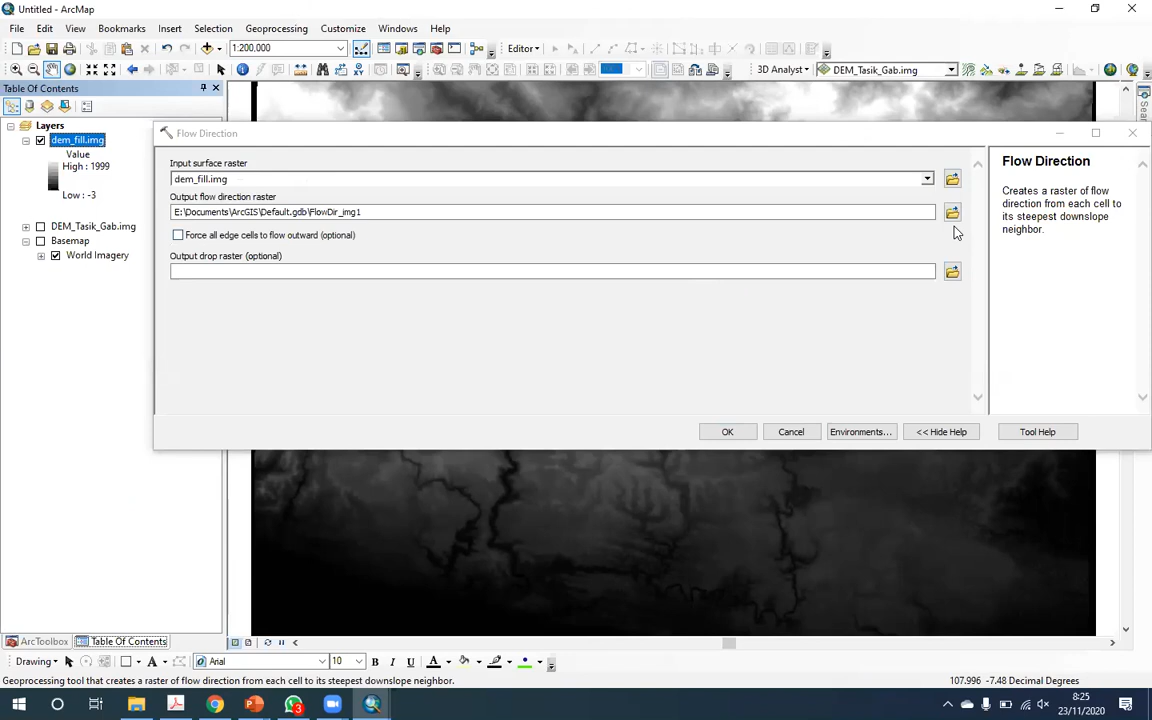 Untitled - ArcMap
File Edit View Bookmarks Insert Selection Geoprocessing Customize Windows Help
1:200,000 Editor
3D Analyst DEM_Tasik_Gab.img
Table Of Contents
Layers
dem_fill.img
Value
High : 1999
Low : -3
DEM_Tasik_Gab.img
Basemap
World Imagery
Flow Direction
Input surface raster
dem_fill.img
Output flow direction raster
E:\Documents\ArcGIS\Default.gdb\FlowDir_img1
Force all edge cells to flow outward (optional)
Output drop raster (optional)
OK Cancel Environments... << Hide Help Tool Help
Flow Direction
Creates a raster of flow
direction from each cell to
its steepest downslope
neighbor.
ArcToolbox Table Of Contents
Drawing Arial 10 B I U A
Geoprocessing tool that creates a raster of flow direction from each cell to its steepest downslope neighbor.
107.996 -7.48 Decimal Degrees
8:25
23/11/2020